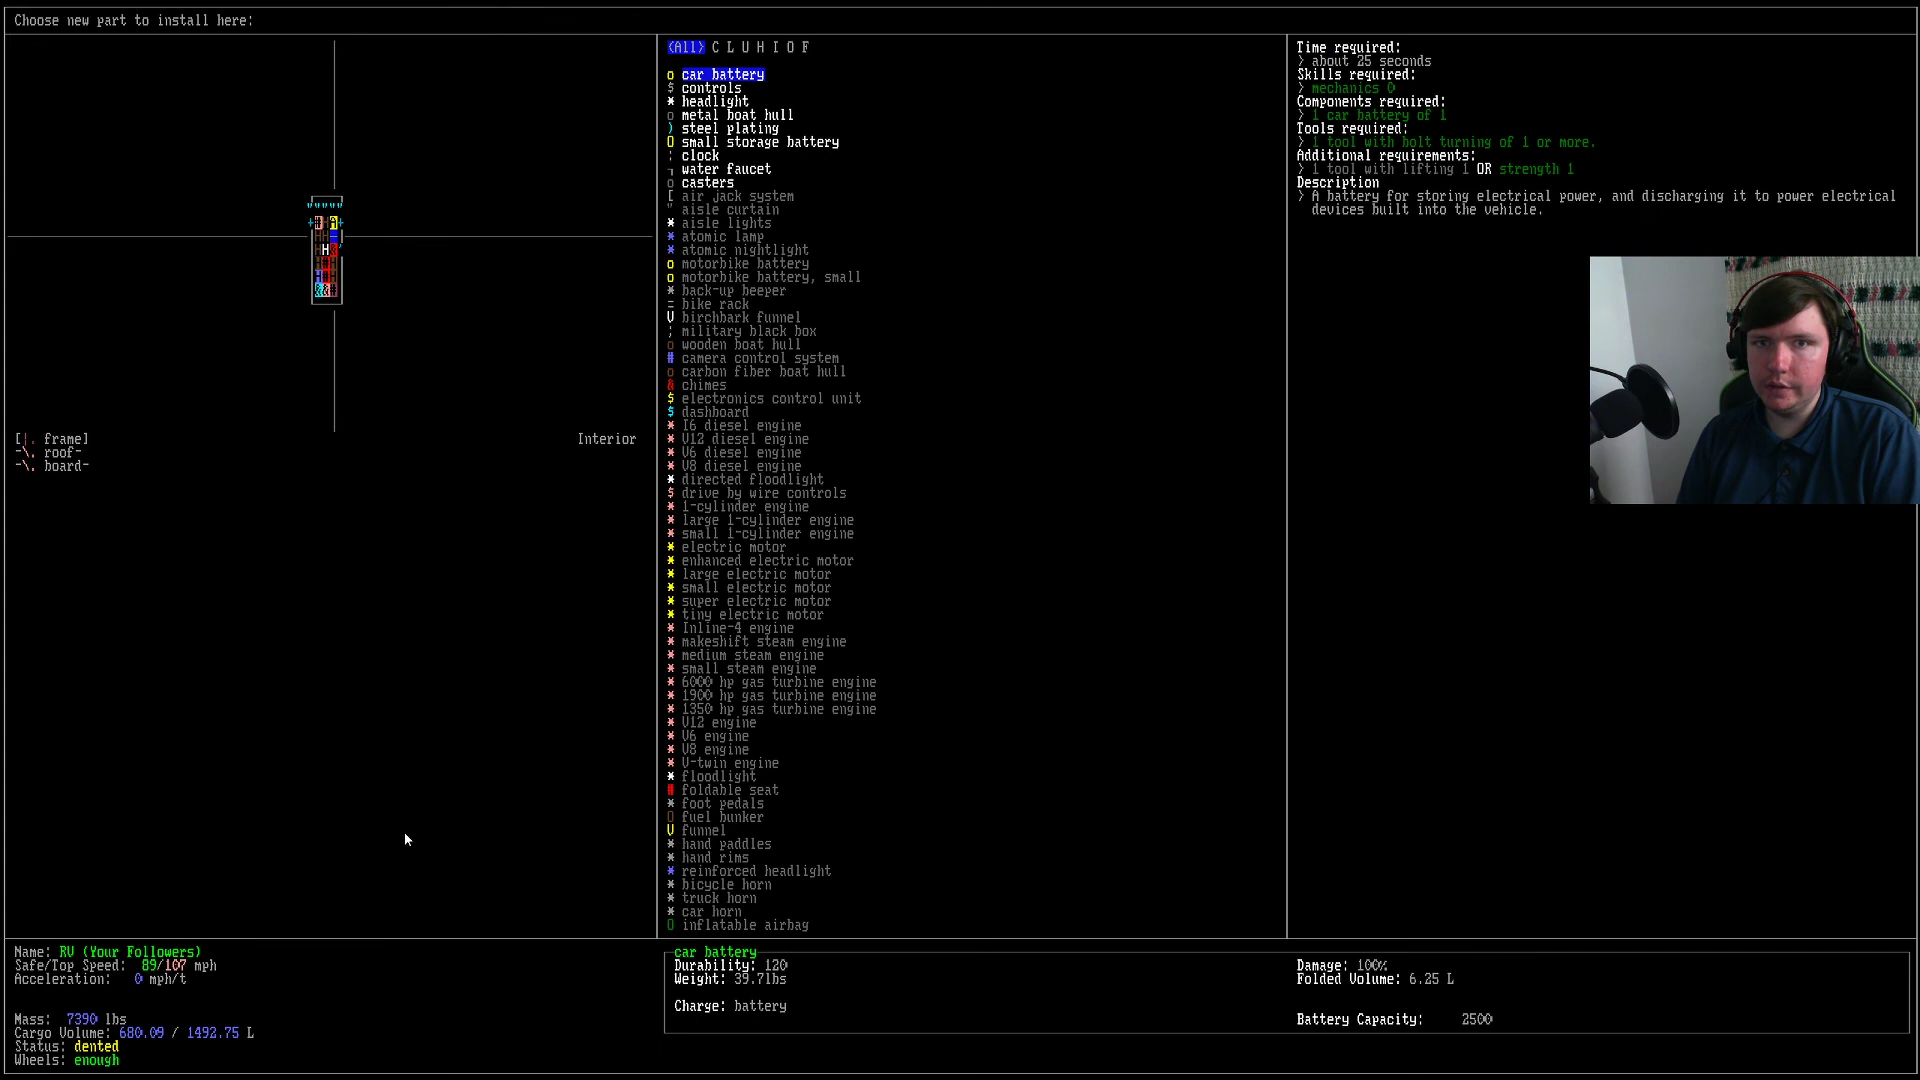 Choose new part to install here:
<All> C L U H I O F
o car battery
$ controls
* headlight
o metal boat hull
) steel plating
O small storage battery
: clock
water faucet
o casters
[ air jack system
" aisle curtain
* aisle lights
* atomic lamp
* atomic nightlight
o motorbike battery
o motorbike battery, small
* back-up beeper
= bike rack
V birchbark funnel
; military black box
o wooden boat hull
# camera control system
o carbon fiber boat hull
& chimes
$ electronics control unit
$ dashboard
* I6 diesel engine
* V12 diesel engine
* V6 diesel engine
* V8 diesel engine
* directed floodlight
$ drive by wire controls
* 1-cylinder engine
* large 1-cylinder engine
* small 1-cylinder engine
* electric motor
* enhanced electric motor
* large electric motor
* small electric motor
* super electric motor
* tiny electric motor
* Inline-4 engine
* makeshift steam engine
* medium steam engine
* small steam engine
* 6000 hp gas turbine engine
* 1900 hp gas turbine engine
* 1350 hp gas turbine engine
* V12 engine
* V6 engine
* V8 engine
* V-twin engine
* floodlight
# foldable seat
* foot pedals
O fuel bunker
V funnel
* hand paddles
* hand rims
* reinforced headlight
* bicycle horn
* truck horn
* car horn
O inflatable airbag
Time required:
> about 25 seconds
Skills required:
> mechanics 0
Components required:
> 1 car battery of 1
Tools required:
> 1 tool with bolt turning of 1 or more.
Additional requirements:
> 1 tool with lifting 1 OR strength 1
Description
> A battery for storing electrical power, and discharging it to power electrical
devices built into the vehicle.
[|. frame]
Interior
-\. roof-
-\. board-
Name: RV (Your Followers)
Safe/Top Speed: 89/107 mph
Acceleration: 0 mph/t
Mass: 7390 lbs
Cargo Volume: 680.09 / 1492.75 L
Status: dented
Wheels: enough
car battery
Durability: 120
Weight: 39.7lbs
Charge: battery
Damage: 100%
Folded Volume: 6.25 L
Battery Capacity: 2500